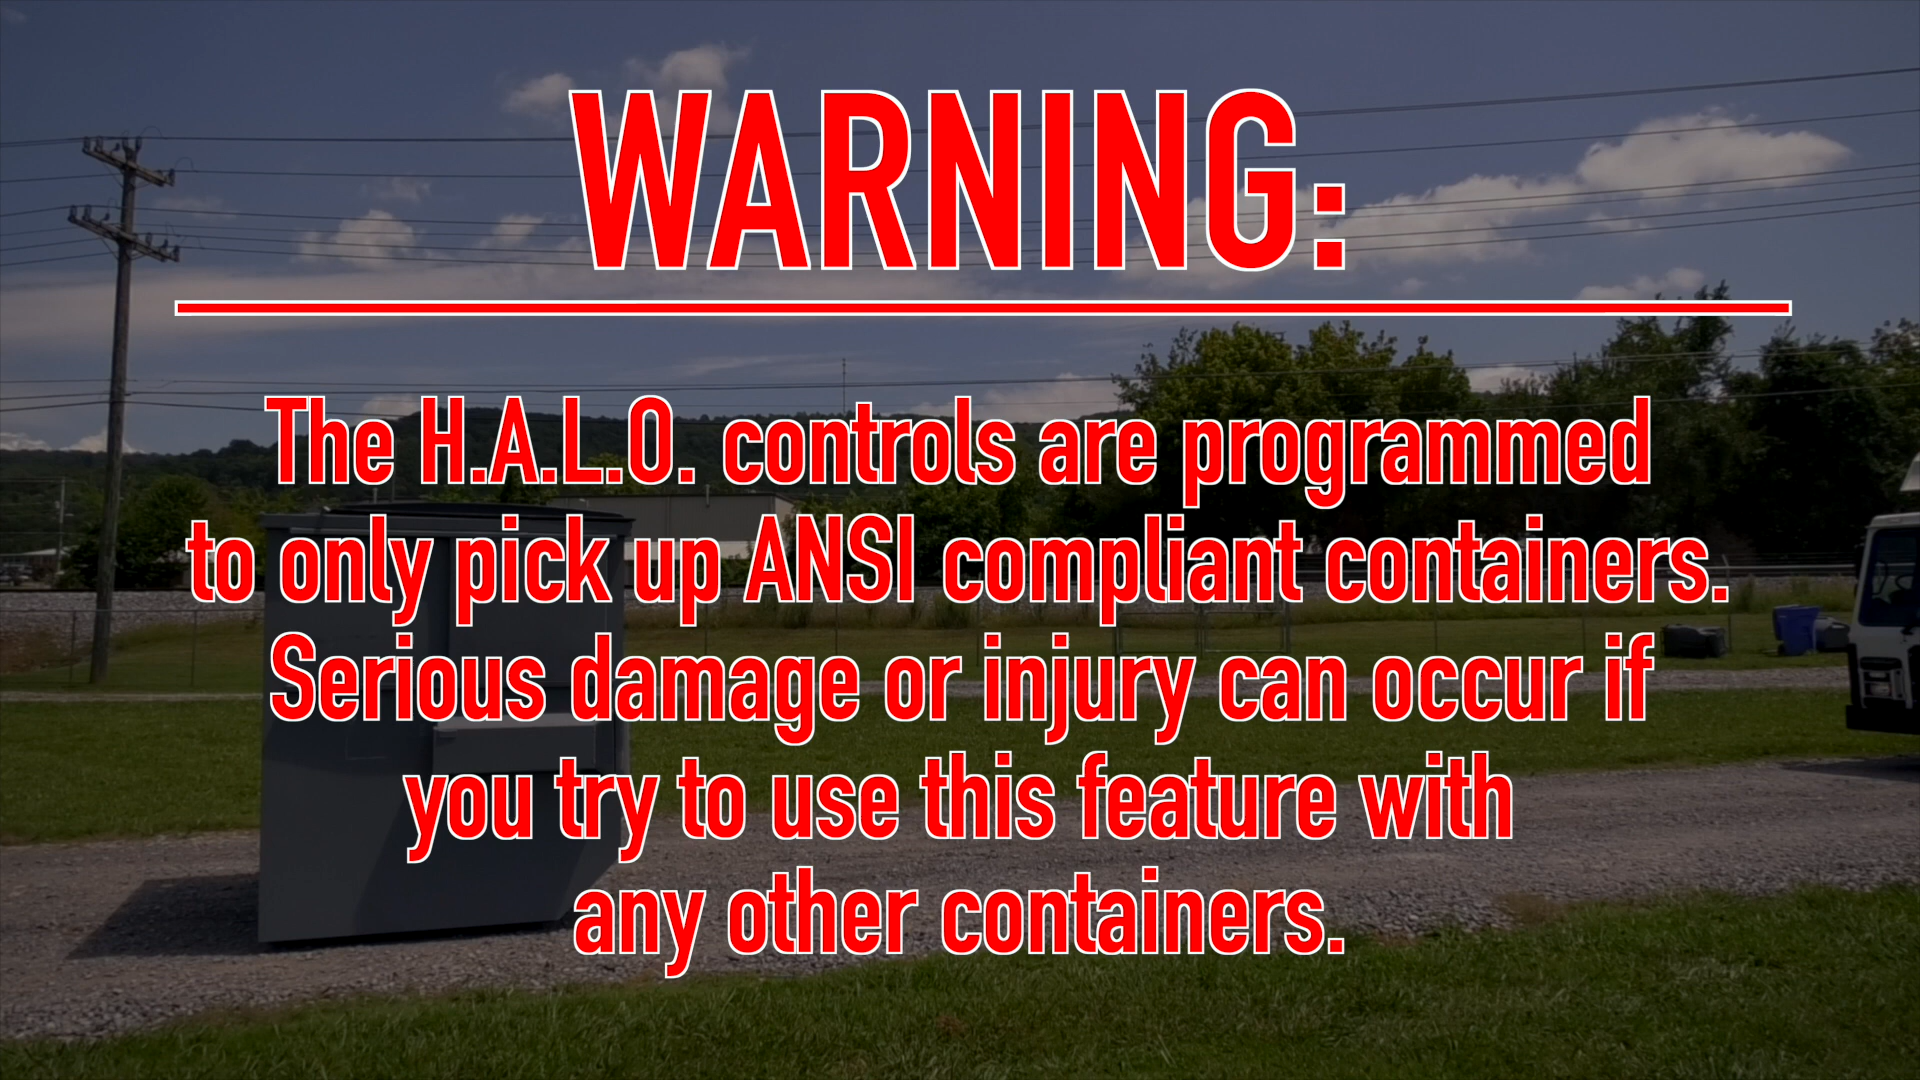 WARNING:
The H.A.L.O. controls are programmed
to only pick up ANSI compliant containers.
Serious damage or injury can occur if
you try to use this feature with
any other containers.